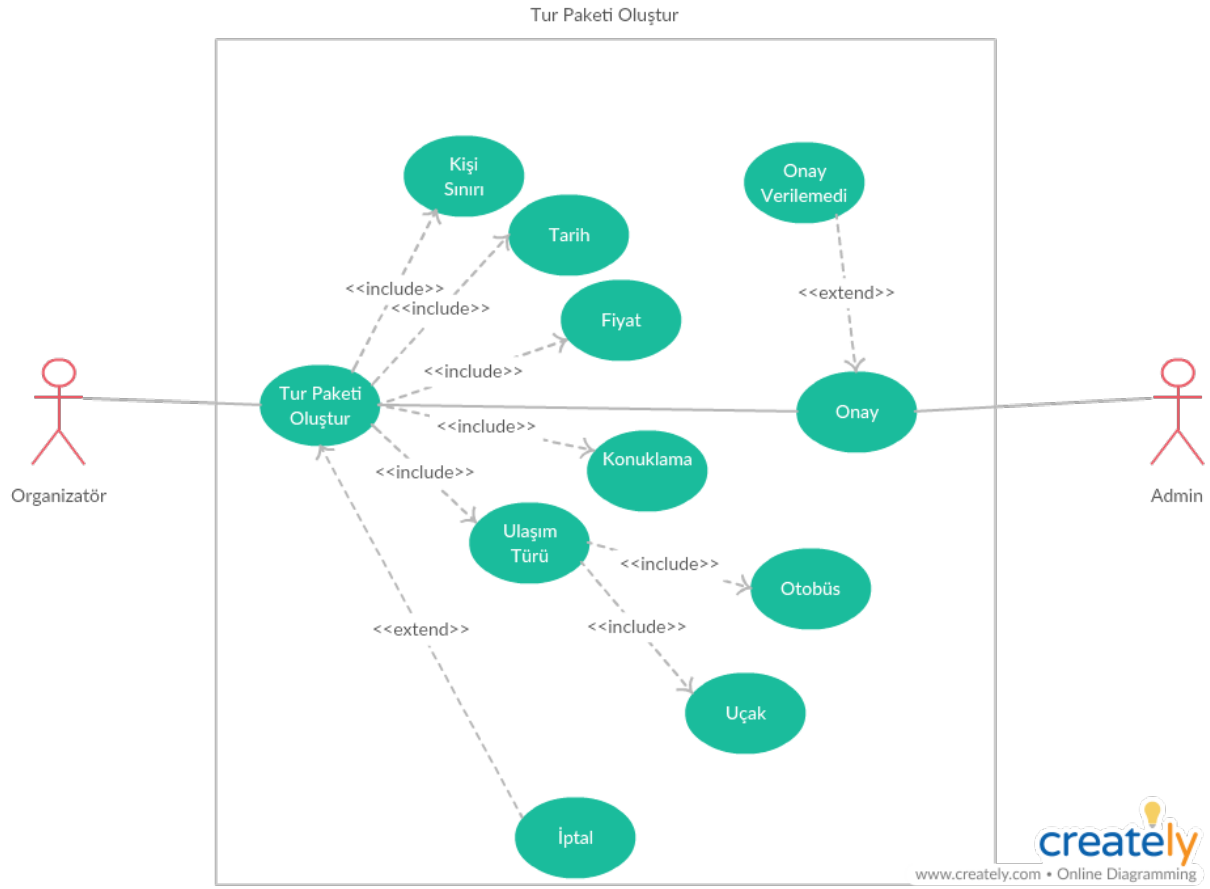 Tur Paketi Oluştur
Kişi
Sınırı
Onay
Verilemedi
Tarih
<<include>>
<<extend>>
<<include>>
Fiyat
<<include>>
Tur Paketi
Oluştur
Onay
<<include>>
Konuklama
<<include>>
Organizatör
Admin
Ulaşım
Türü
<<include>>
Otobüs
<<include>>
<<extend>>
Uçak
İptal
creately
www.creately.com • Online Diagramming